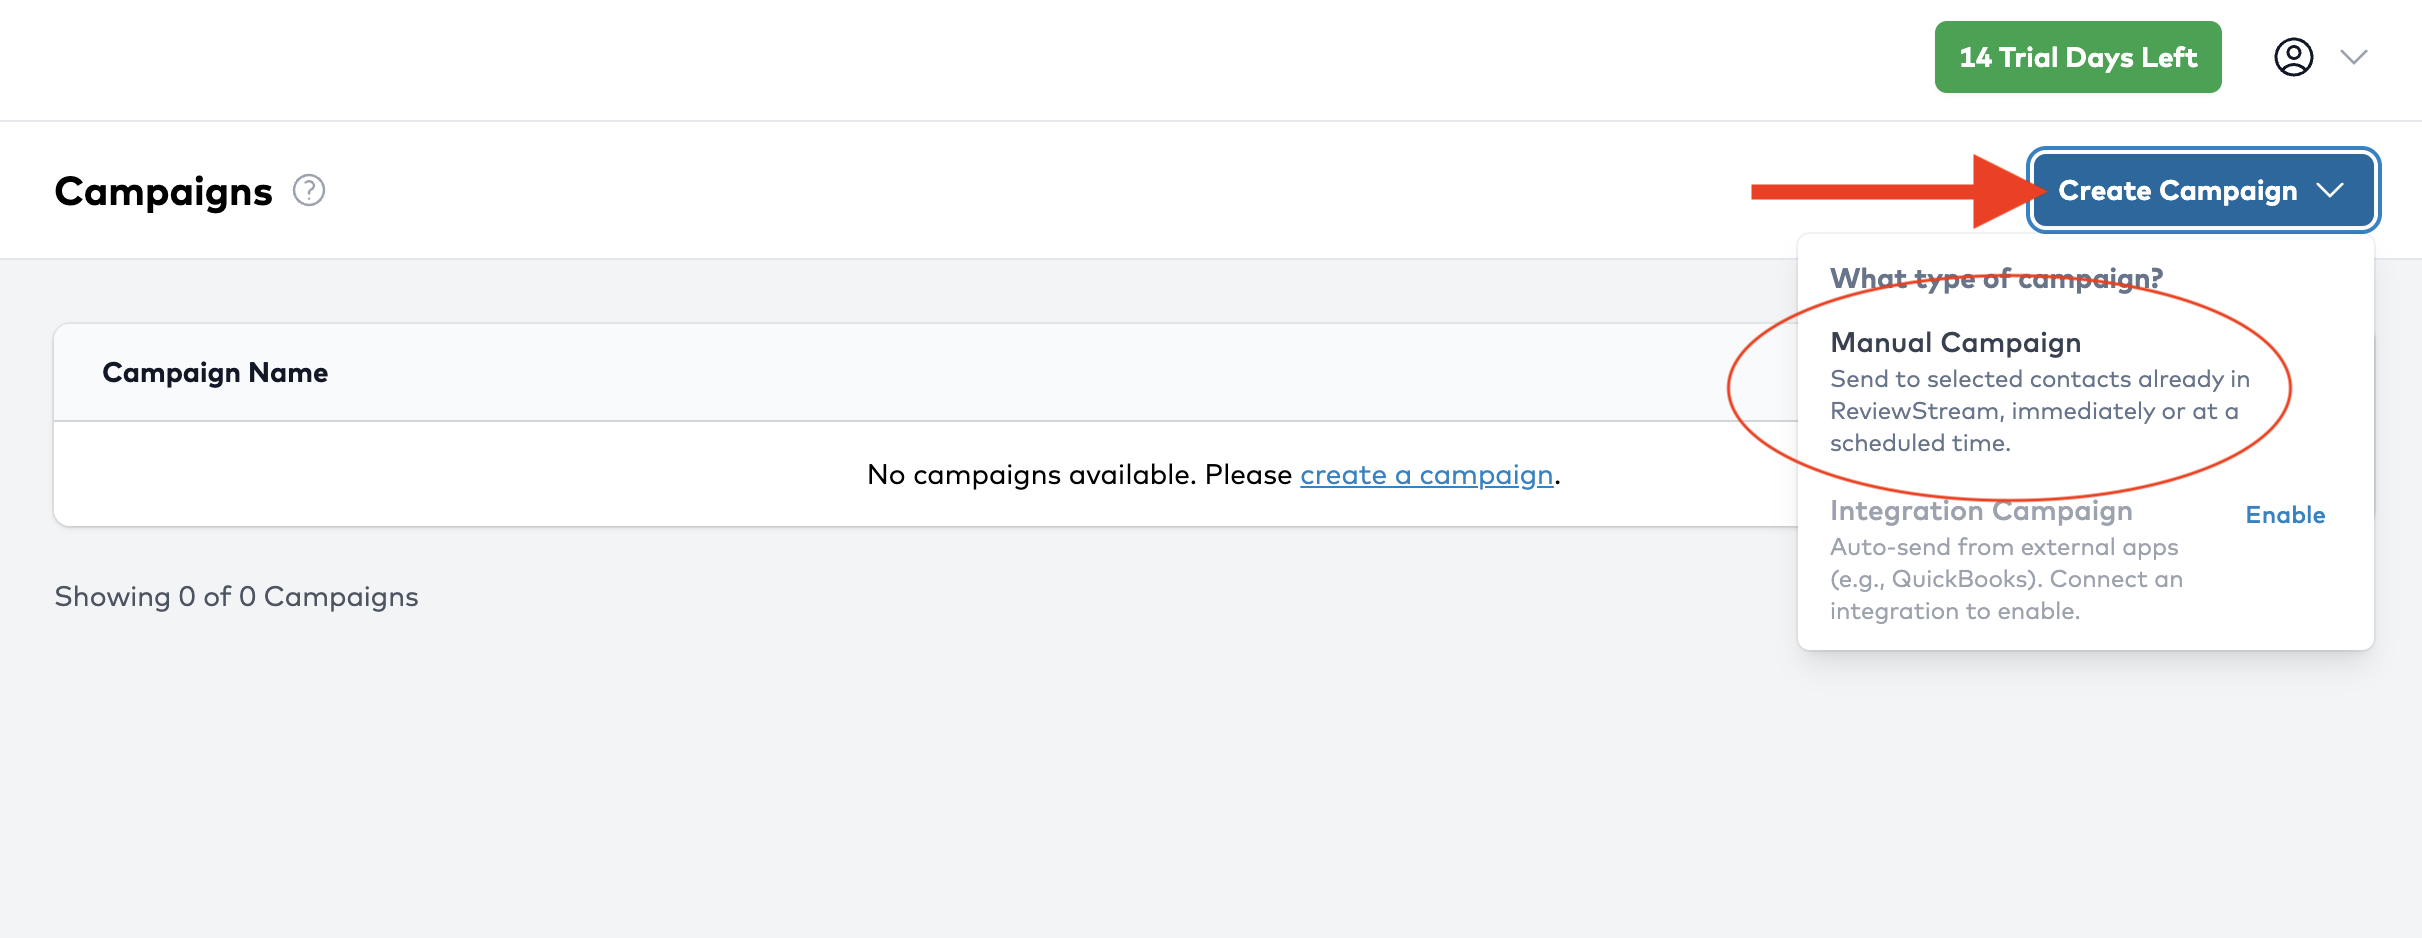 14 Trial Days Left
Campaigns ?
Create Campaign
What type of campaign?
Manual Campaign
Send to selected contacts already in
ReviewStream, immediately or at a
scheduled time.
Integration Campaign
Enable
Auto-send from external apps
(e.g., QuickBooks). Connect an
integration to enable.
Campaign Name
No campaigns available. Please create a campaign.
Showing 0 of 0 Campaigns